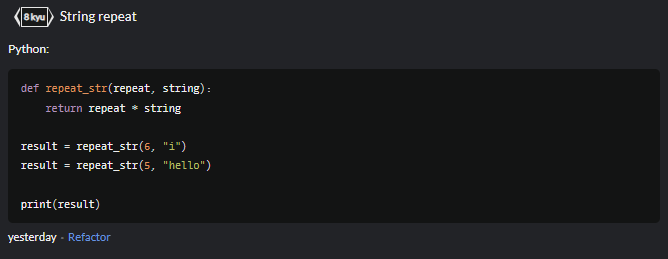 8 kyu String repeat
Python:
def repeat_str(repeat, string):
    return repeat * string
result = repeat_str(6, "i")
result = repeat_str(5, "hello")
print(result)
yesterday - Refactor